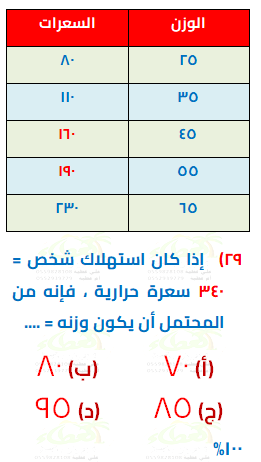 الوزن السعرات
٢٥ ٨٠
٣٥ ١١٠
٤٥ ١٦٠
٥٥ ١٩٠
٦٥ ٢٣٠
٢٩) إذا كان استهلاك شخص =
٣٤٠ سعرة حرارية ، فإنه من
المحتمل أن يكون وزنه = ....
(أ) ٧٠ (ب) ٨٠
(ج) ٨٥ (د) ٩٥
١٠٠%